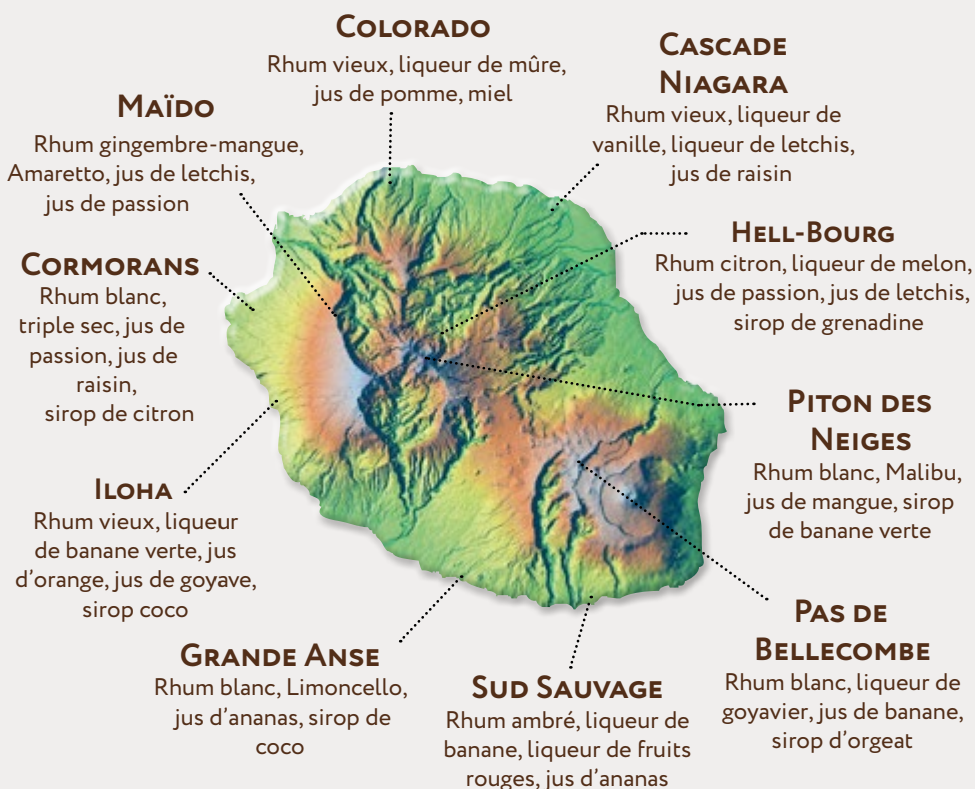 Colorado
Rhum vieux, liqueur de mûre,
jus de pomme, miel
Cascade
Niagara
Rhum vieux, liqueur de
vanille, liqueur de letchis,
jus de raisin
Maïdo
Rhum gingembre-mangue,
Amaretto, jus de letchis,
jus de passion
Hell-Bourg
Rhum citron, liqueur de melon,
jus de passion, jus de letchis,
sirop de grenadine
Cormorans
Rhum blanc,
triple sec, jus de
passion, jus de
raisin,
sirop de citron
Piton des
Neiges
Rhum blanc, Malibu,
jus de mangue, sirop
de banane verte
Iloha
Rhum vieux, liqueur
de banane verte, jus
d'orange, jus de goyave,
sirop coco
Pas de
Bellecombe
Rhum blanc, liqueur de
goyavier, jus de banane,
sirop d'orgeat
Grande Anse
Rhum blanc, Limoncello,
jus d'ananas, sirop de
coco
Sud Sauvage
Rhum ambré, liqueur de
banane, liqueur de fruits
rouges, jus d'ananas